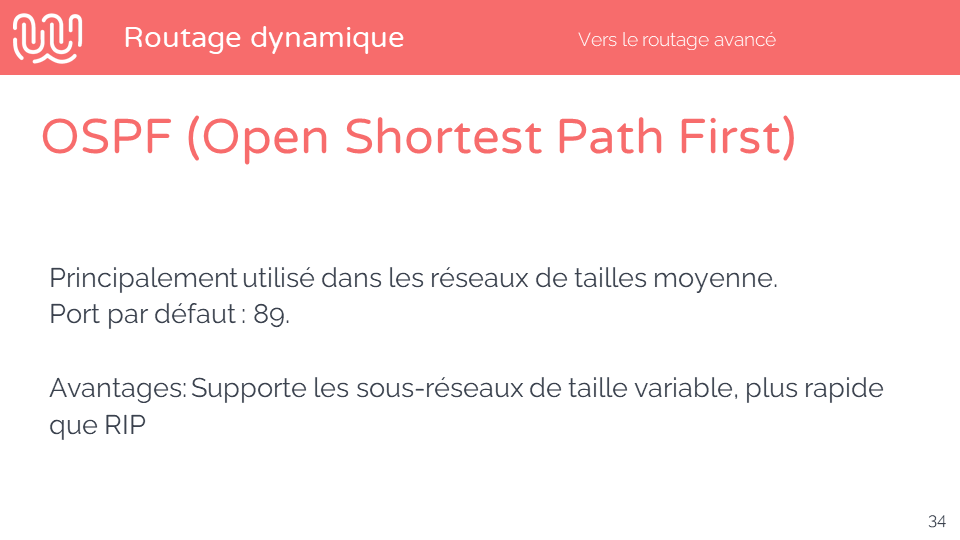 Routage dynamique
Vers le routage avancé
OSPF (Open Shortest Path First)
Principalement utilisé dans les réseaux de tailles moyenne.
Port par défaut : 89.
Avantages: Supporte les sous-réseaux de taille variable, plus rapide
que RIP
34